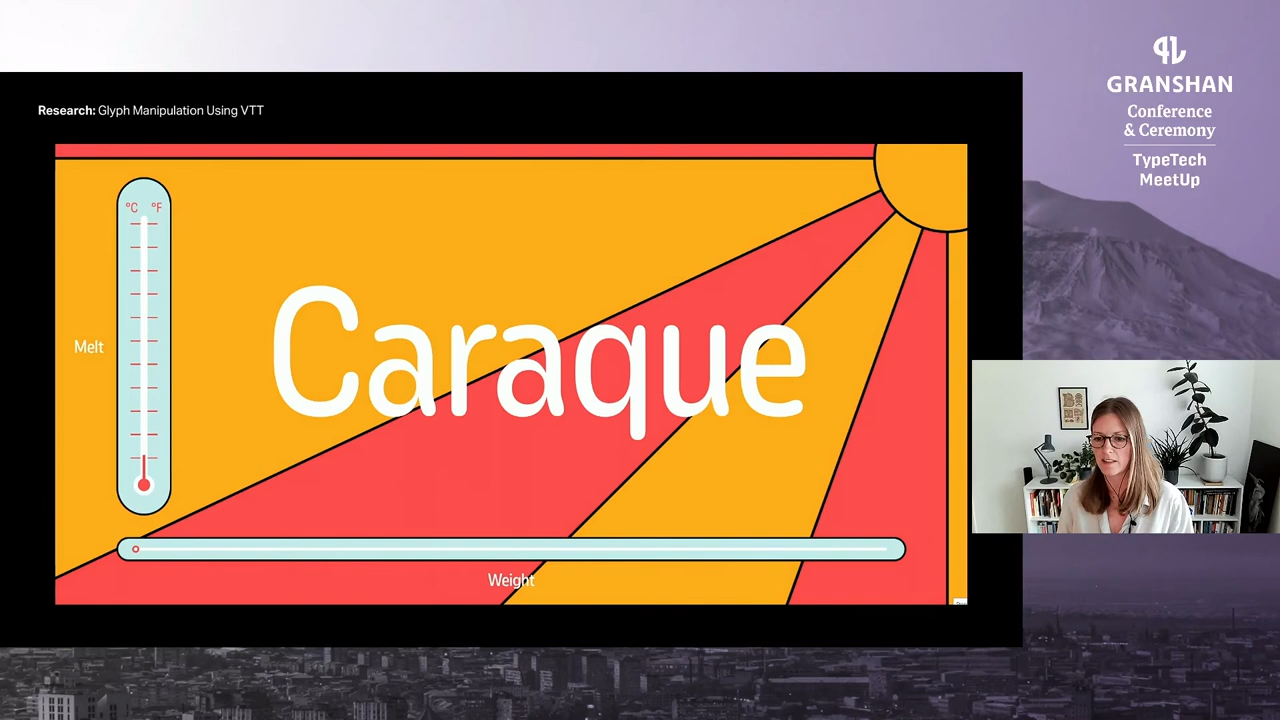 Research: Glyph Manipulation Using VTT
°C °F
Melt
Caraque
Weight
GRANSHAN
Conference
& Ceremony
TypeTech
MeetUp